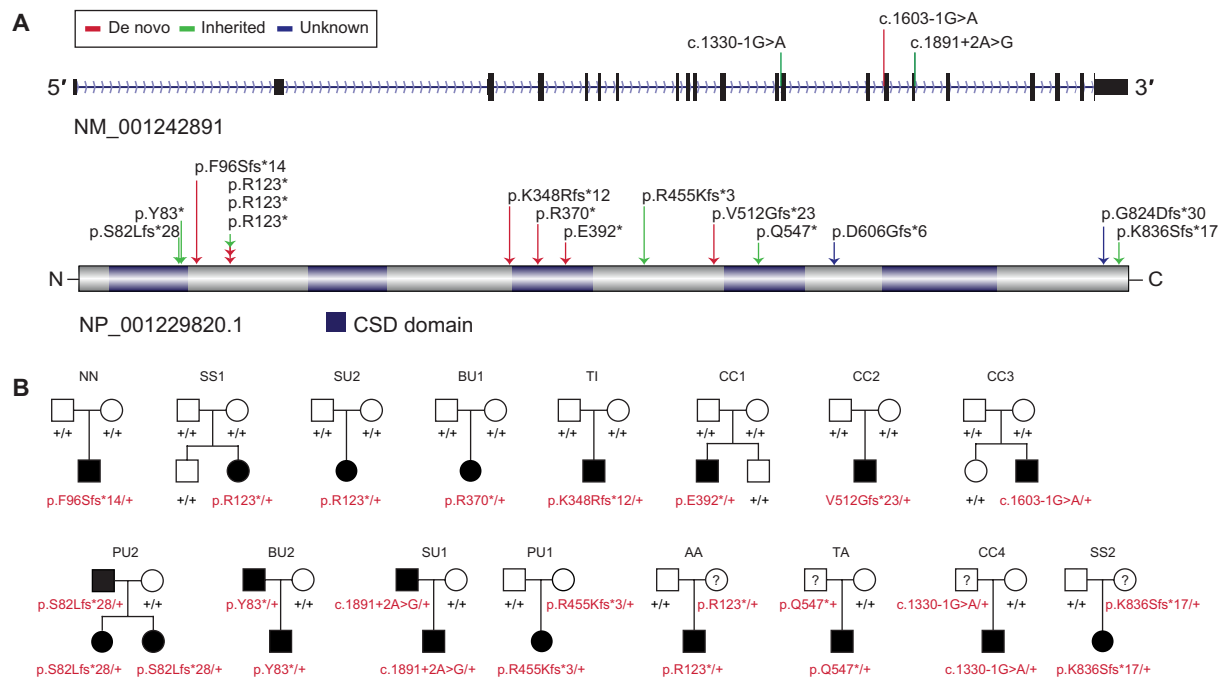 A
De novo Inherited Unknown
c.1603-1G>A
c.1330-1G>A c.1891+2A>G
5′ 3′
NM_001242891
p.F96Sfs*14
p.R123*
p.R123*
p.R123*
p.Y83*
p.S82Lfs*28
p.K348Rfs*12
p.R370*
p.E392*
p.R455Kfs*3
p.V512Gfs*23
p.Q547*
p.D606Gfs*6
p.G824Dfs*30
p.K836Sfs*17
N C
NP_001229820.1 CSD domain
B
NN SS1 SU2 BU1 TI CC1 CC2 CC3
+/+ +/+ +/+ +/+ +/+ +/+ +/+ +/+ +/+ +/+ +/+ +/+ +/+ +/+ +/+ +/+
p.F96Sfs*14/+ +/+ p.R123*/+ p.R123*/+ p.R370*/+ p.K348Rfs*12/+ p.E392*/+ +/+ V512Gfs*23/+ +/+ c.1603-1G>A/+
PU2 BU2 SU1 PU1 AA TA CC4 SS2
? ? ? ?
p.S82Lfs*28/+ +/+ p.Y83*/+ +/+ c.1891+2A>G/+ +/+ +/+ p.R455Kfs*3/+ +/+ p.R123*/+ p.Q547*+ +/+ c.1330-1G>A/+ +/+ +/+ p.K836Sfs*17/+
p.S82Lfs*28/+ p.S82Lfs*28/+ p.Y83*/+ c.1891+2A>G/+ p.R455Kfs*3/+ p.R123*/+ p.Q547*/+ c.1330-1G>A/+ p.K836Sfs*17/+